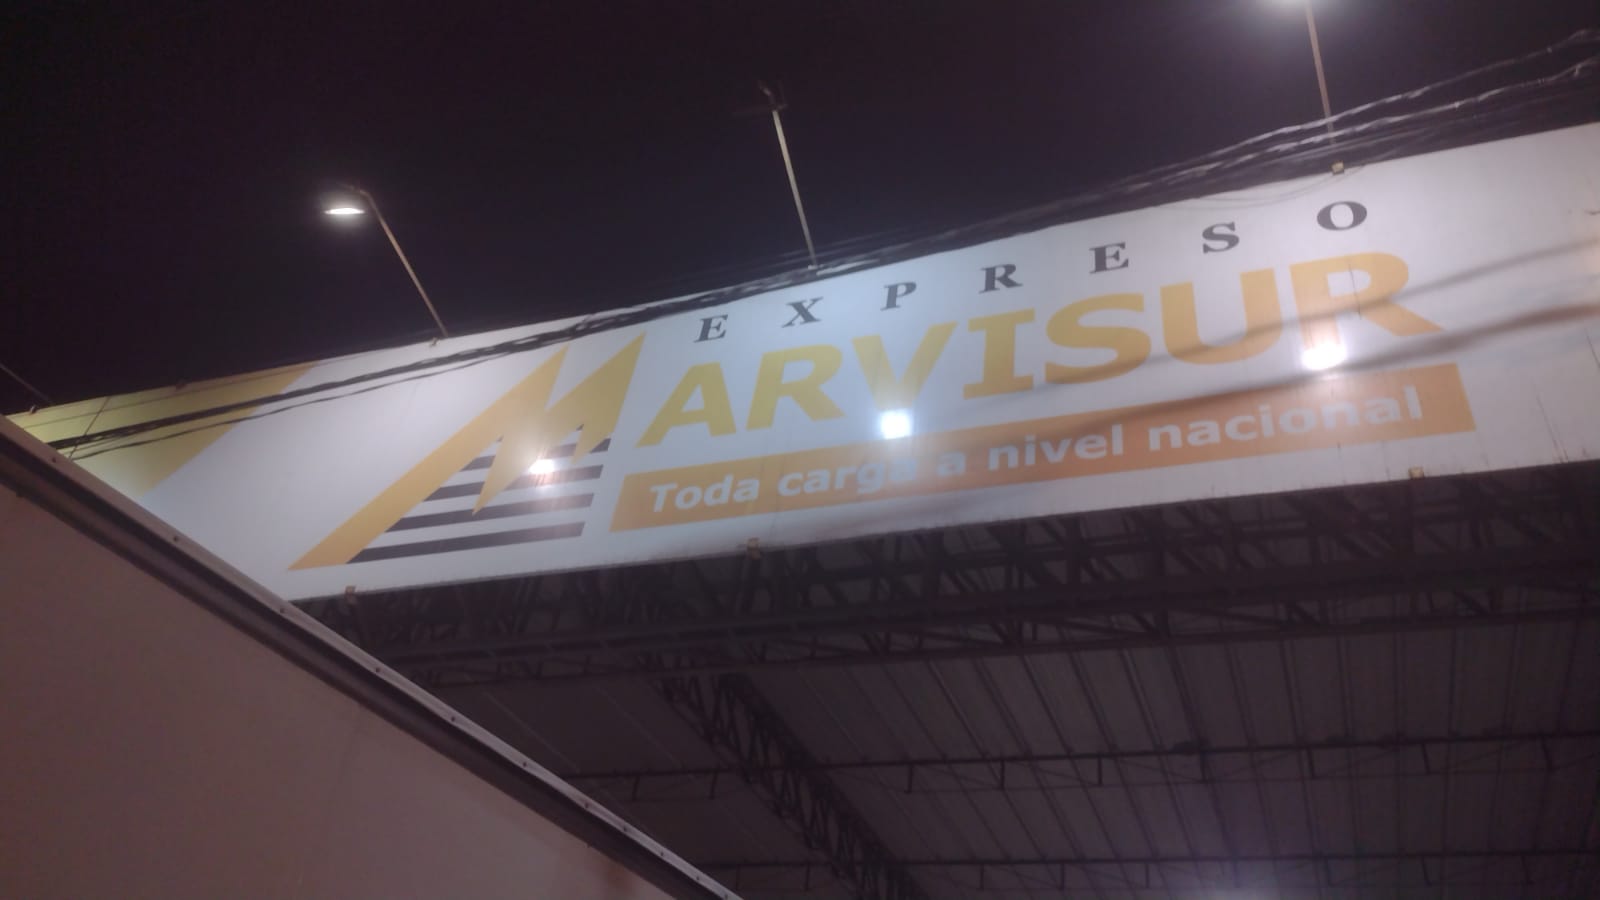 EXPRESO
MARVISUR
Toda carga a nivel nacional